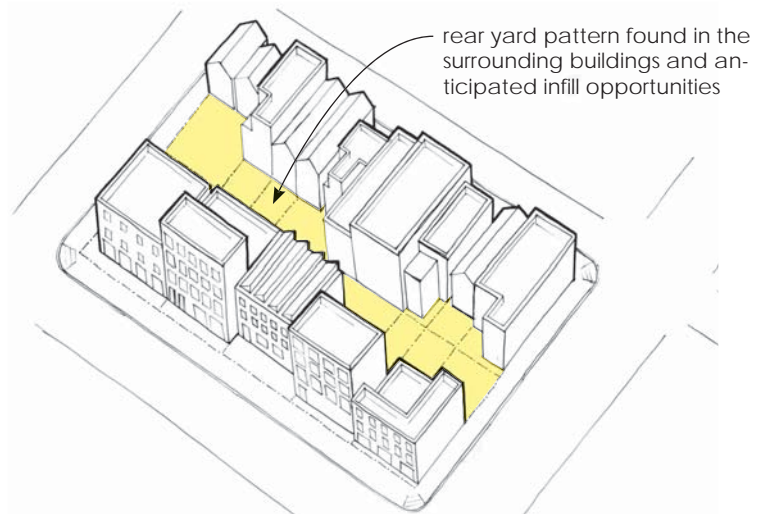 rear yard pattern found in the
surrounding buildings and an-
ticipated infill opportunities